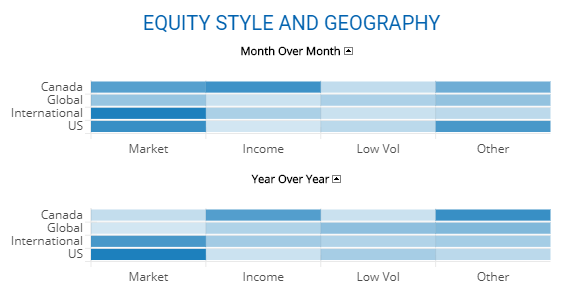 EQUITY STYLE AND GEOGRAPHY
Month Over Month
Canada
Global
International
US
Market Income Low Vol Other
Year Over Year
Canada
Global
International
US
Market Income Low Vol Other